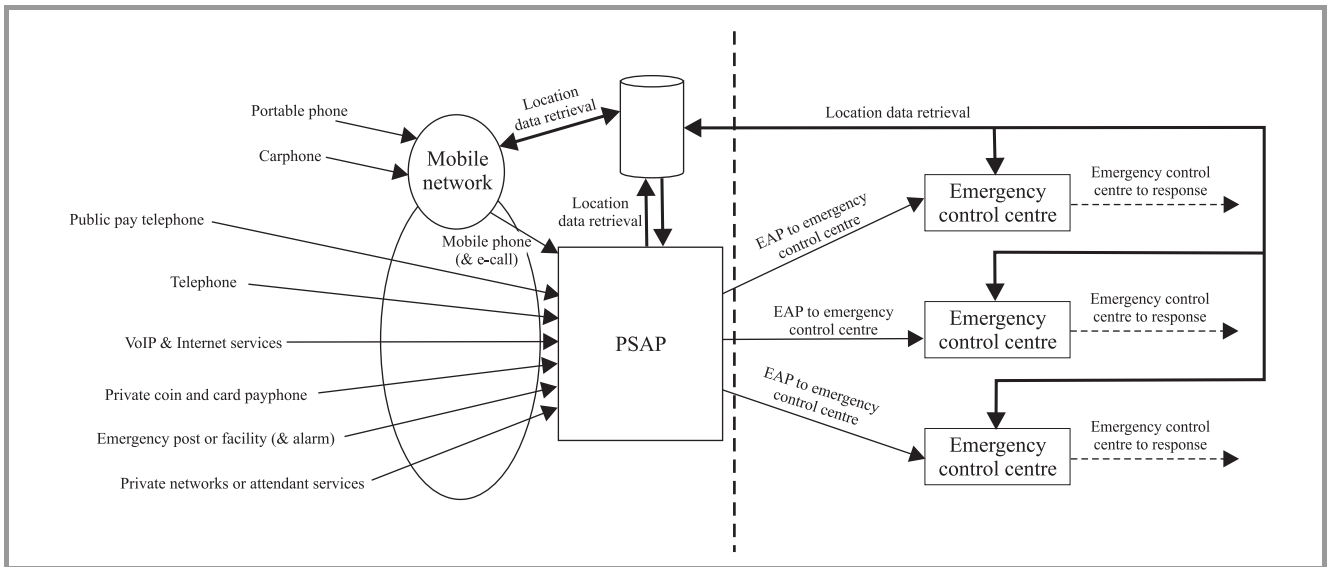 Portable phone
Carphone
Mobile
network
Location
data retrieval
Location data retrieval
Public pay telephone
Telephone
VoIP & Internet services
Private coin and card payphone
Emergency post or facility (& alarm)
Private networks or attendant services
Mobile phone
(& e-call)
Location
data retrieval
PSAP
EAP to emergency
control centre
Emergency
control centre
Emergency control
centre to response
EAP to emergency
control centre
Emergency
control centre
Emergency control
centre to response
EAP to emergency
control centre
Emergency
control centre
Emergency control
centre to response